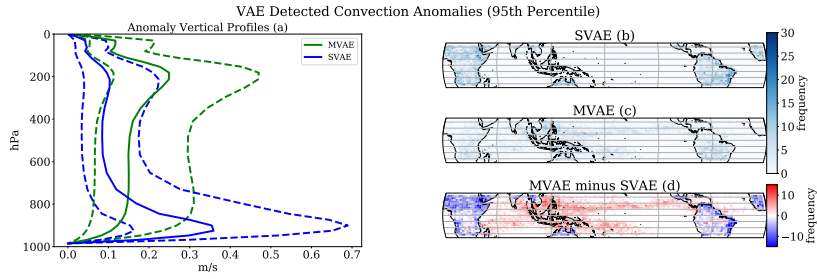 VAE Detected Convection Anomalies (95th Percentile)
Anomaly Vertical Profiles (a)
MVAE
SVAE
0
200
400
600
800
1000
hPa
0.0 0.1 0.2 0.3 0.4 0.5 0.6 0.7
m/s
SVAE (b)
MVAE (c)
30
25
20
15
10
5
0
frequency
MVAE minus SVAE (d)
10
0
−10
frequency